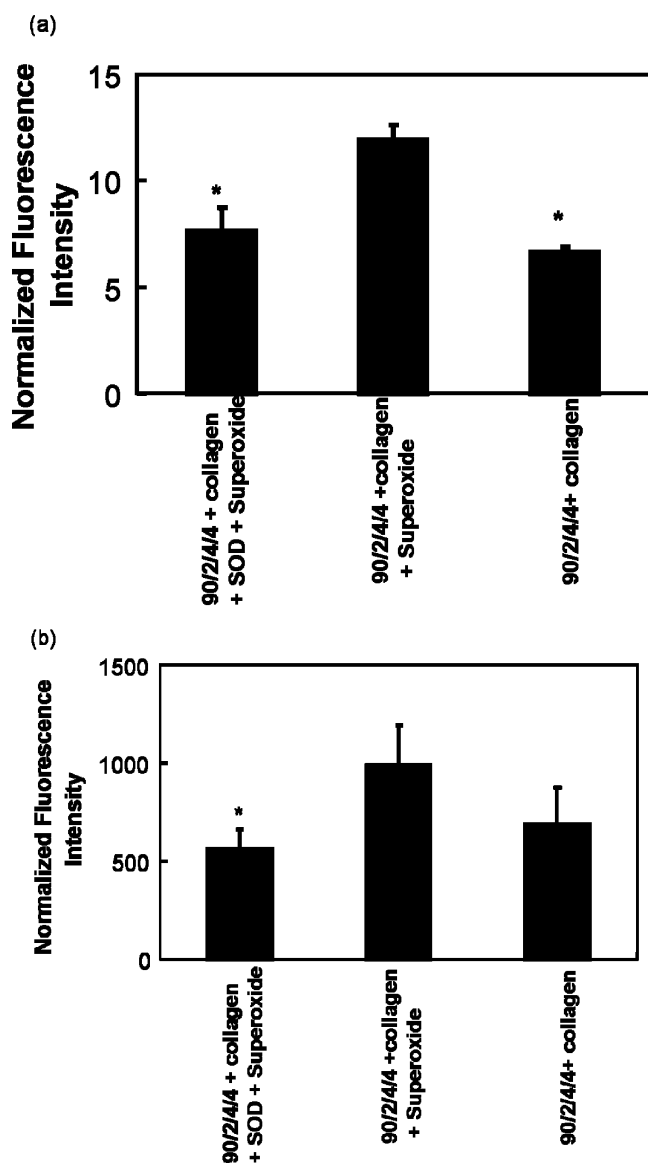 (a)
Normalized Fluorescence
Intensity
15
10
5
0
*
*
90/2/4/4 + collagen
+ SOD + Superoxide
90/2/4/4 +collagen
+ Superoxide
90/2/4/4+ collagen
(b)
Normalized Fluorescence
Intensity
1500
1000
500
0
*
90/2/4/4 + collagen
+ SOD + Superoxide
90/2/4/4 +collagen
+ Superoxide
90/2/4/4+ collagen